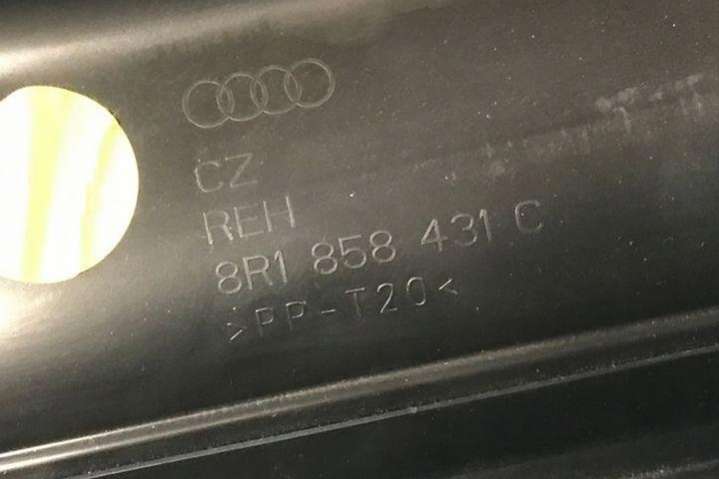 CZ
REH
8R1 858 431 C
>PP-T20<